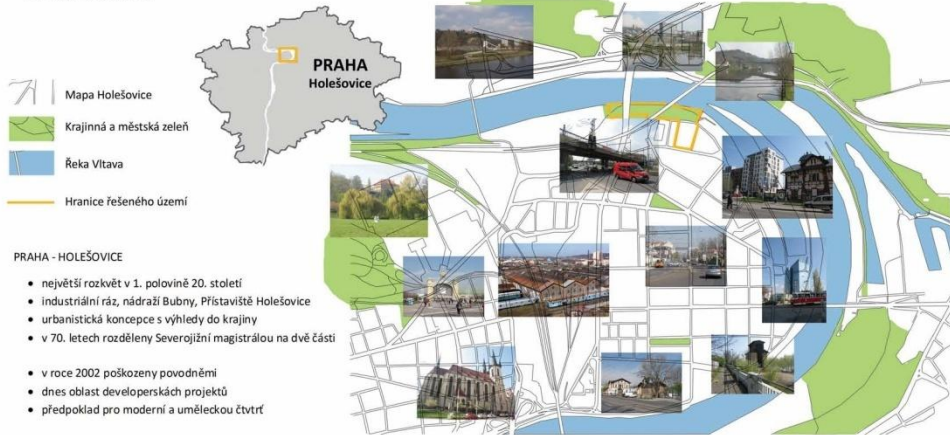 PRAHA
Holešovice
Mapa Holešovice
Krajinná a městská zeleň
Řeka Vltava
Hranice řešeného území
PRAHA - HOLEŠOVICE
• největší rozkvět v 1. polovině 20. století
• industriální ráz, nádraží Bubny, Přístaviště Holešovice
• urbanistická koncepce s výhledy do krajiny
• v 70. letech rozděleny Severojižní magistrálou na dvě části
• v roce 2002 poškozeny povodněmi
• dnes oblast developerských projektů
• předpoklad pro moderní a uměleckou čtvrť